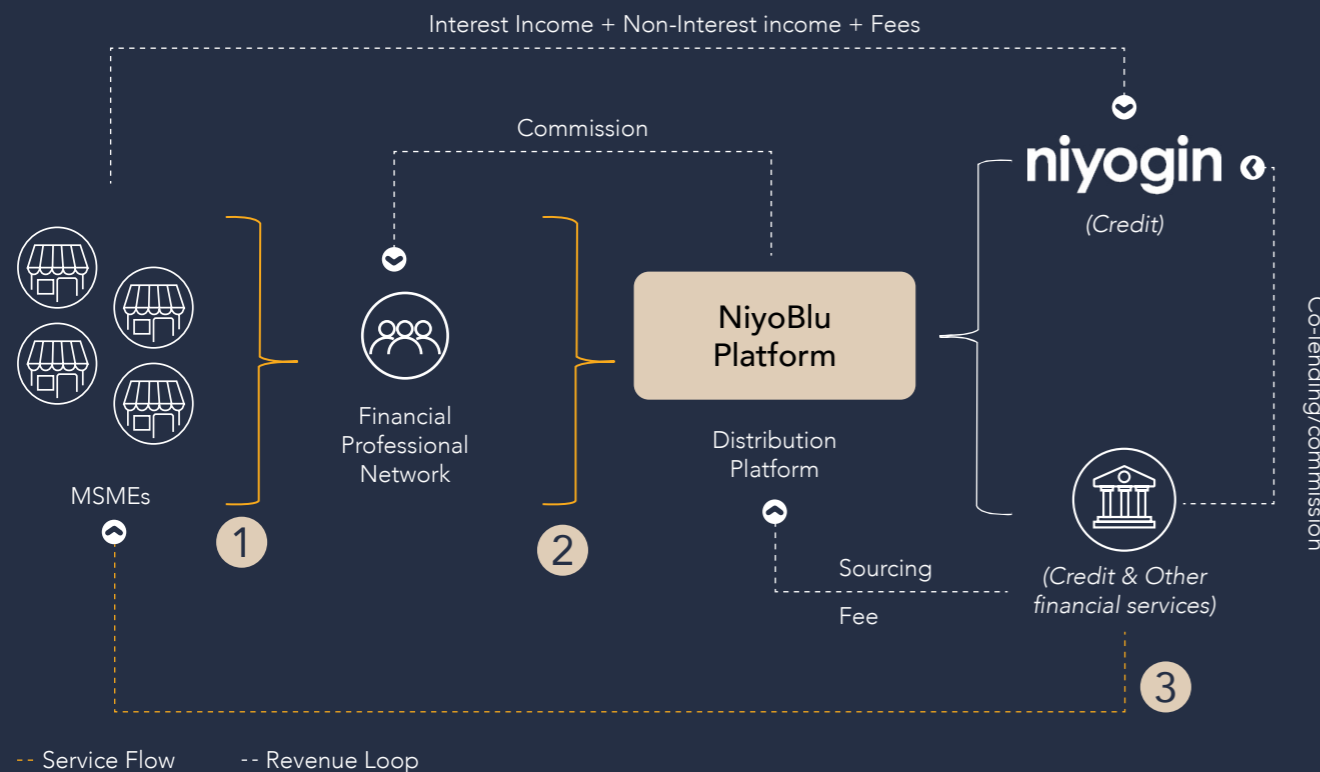 Interest Income + Non-Interest income + Fees
Commission
niyogin
(Credit)
NiyoBlu
Platform
Financial
Professional
Network
Distribution
Platform
MSMEs
1
2
Co-lending/commission
Sourcing
Fee
(Credit & Other
financial services)
3
-- Service Flow
-- Revenue Loop